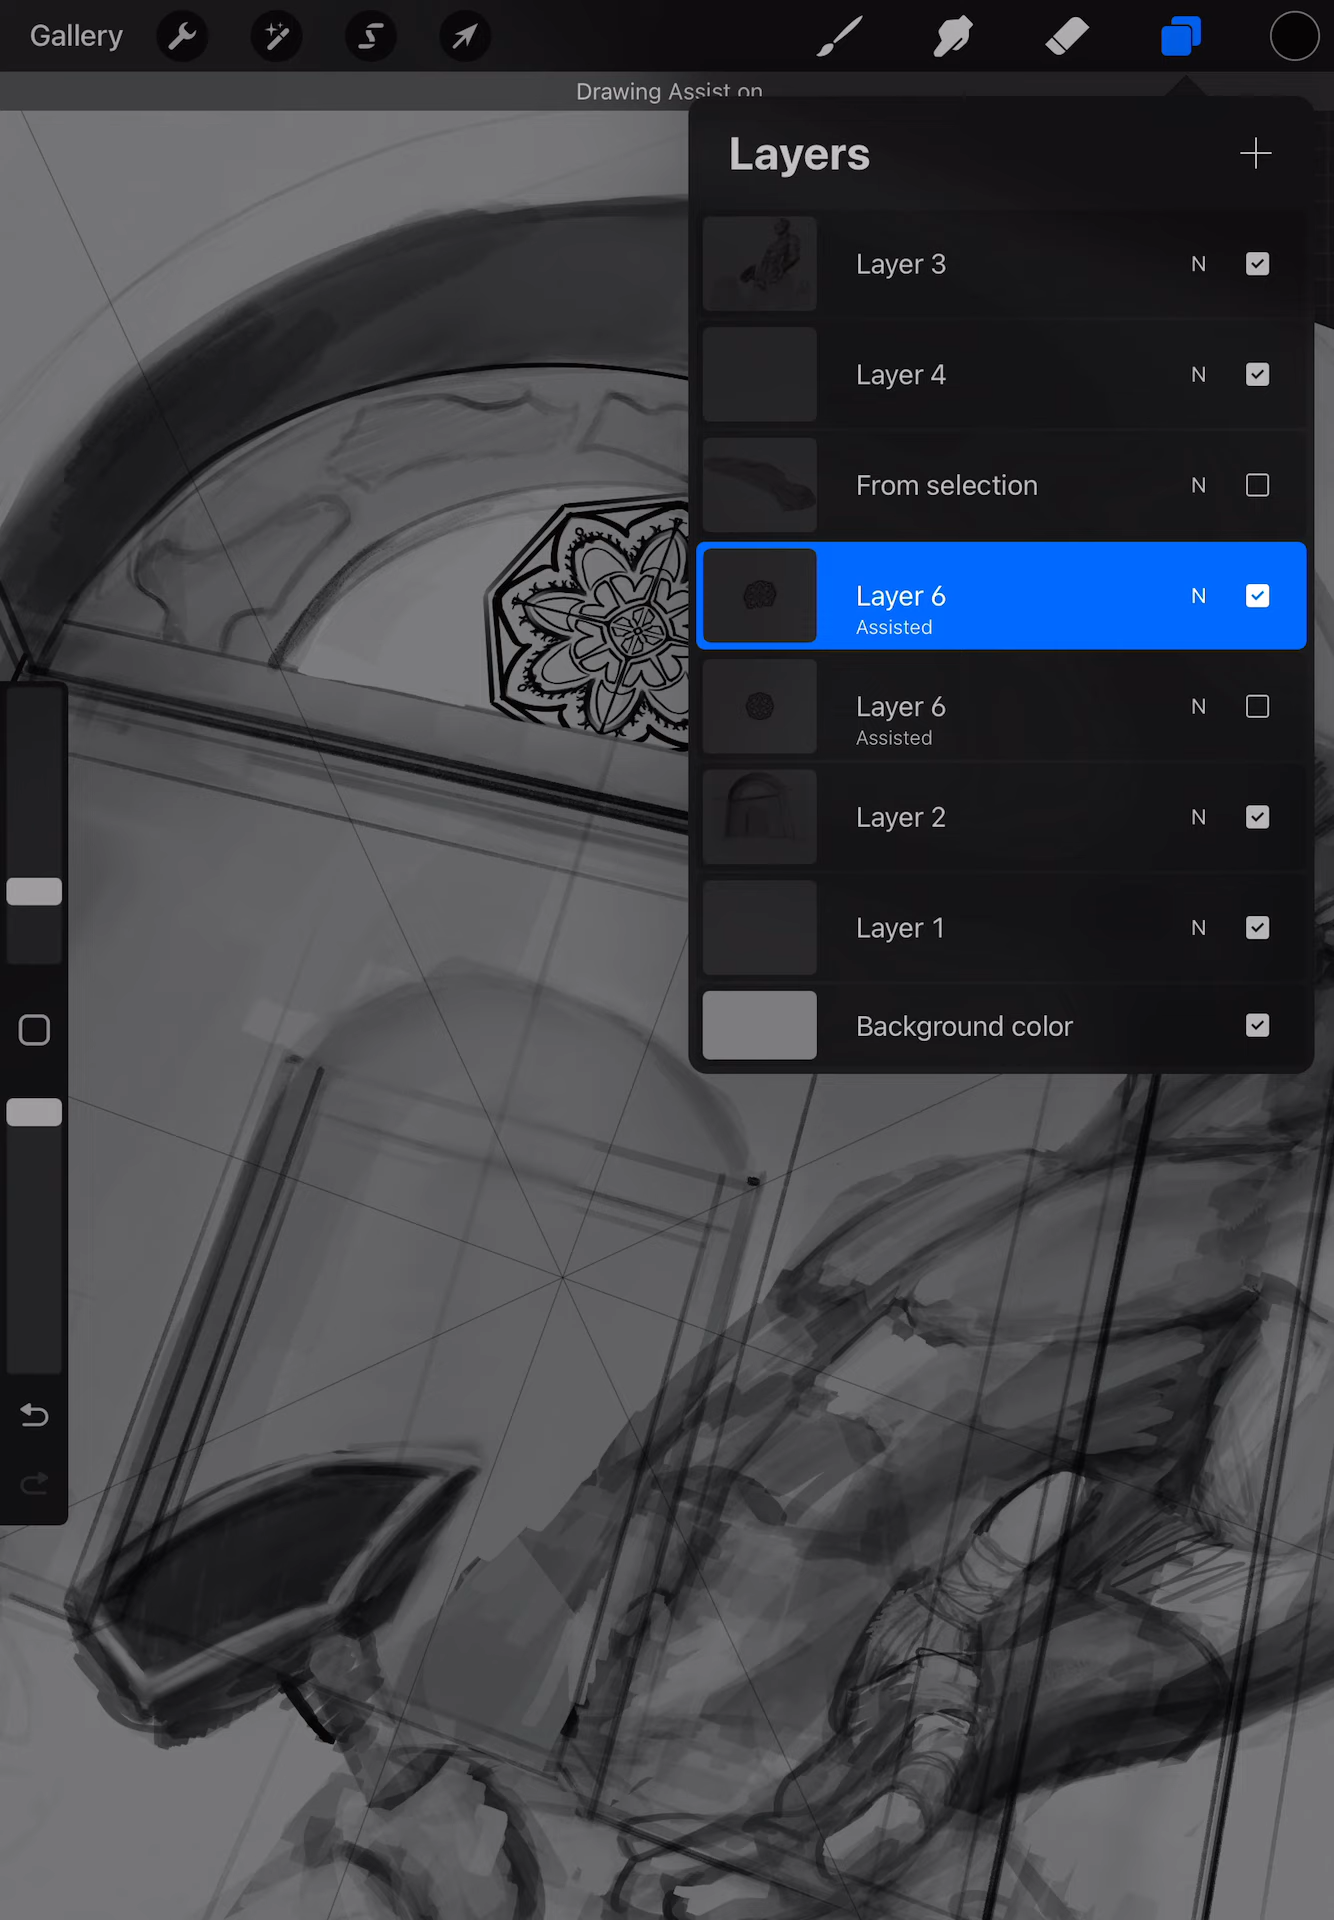 Gallery
Drawing Assist on
Layers
Layer 3 N
Layer 4 N
From selection N
Layer 6 N
Assisted
Layer 6 N
Assisted
Layer 2 N
Layer 1 N
Background color